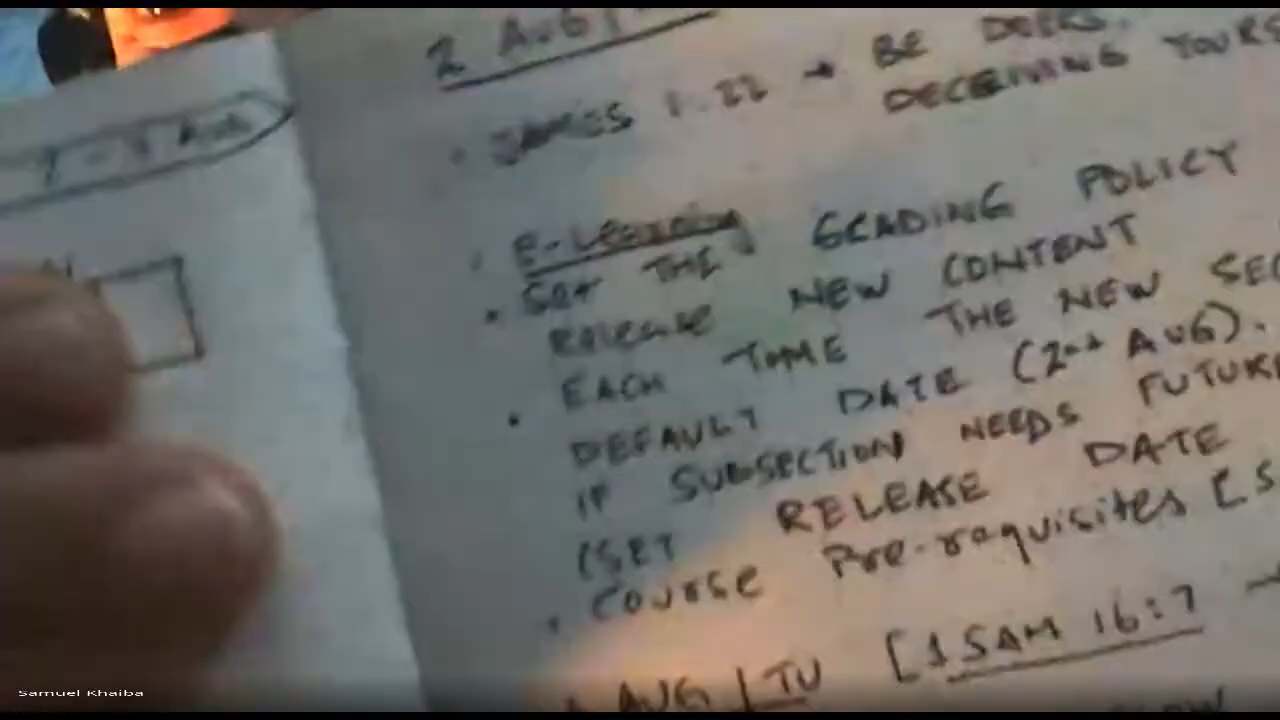 2 AUG |
• JAMES 1:22 → BE DOERS.
DECEIVING YOURS
• E-Learning
• Set THE GRADING POLICY
Release NEW CONTENT
EACH TIME THE NEW SEC
• DEFAULT DATE (2nd AUG).
IF SUBSECTION NEEDS FUTURE
(SET RELEASE DATE
• Course Pre-requisites [S
AUG | TU [1 SAM 16:7 →
Samuel Khaiba